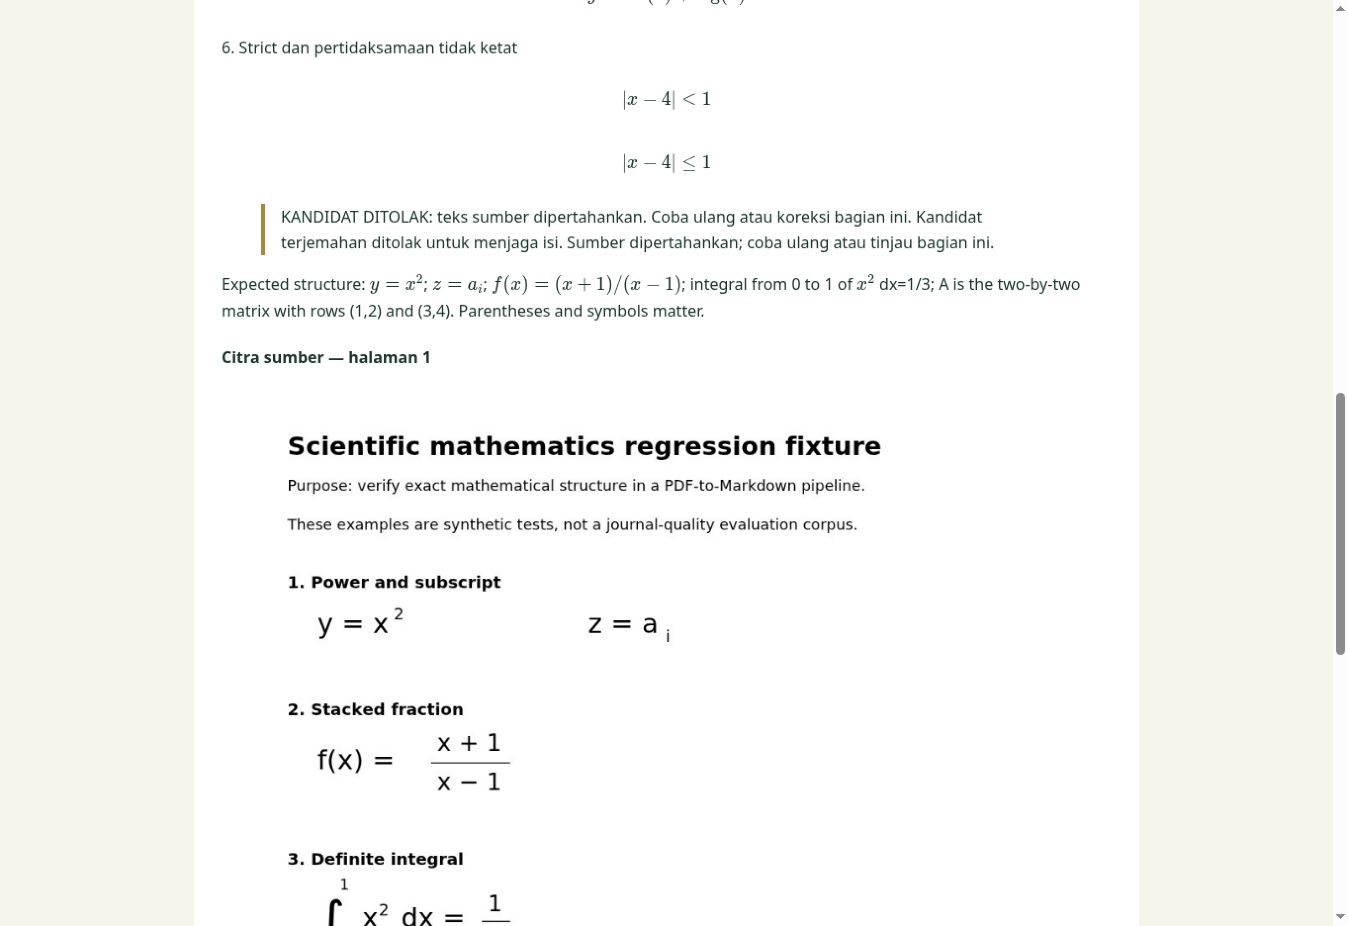 6. Strict dan pertidaksamaan tidak ketat
|x − 4| < 1
|x − 4| ≤ 1
KANDIDAT DITOLAK: teks sumber dipertahankan. Coba ulang atau koreksi bagian ini. Kandidat
terjemahan ditolak untuk menjaga isi. Sumber dipertahankan; coba ulang atau tinjau bagian ini.
Expected structure: y = x²; z = aᵢ; f(x) = (x + 1)/(x − 1); integral from 0 to 1 of x² dx=1/3; A is the two-by-two
matrix with rows (1,2) and (3,4). Parentheses and symbols matter.
Citra sumber — halaman 1
Scientific mathematics regression fixture
Purpose: verify exact mathematical structure in a PDF-to-Markdown pipeline.
These examples are synthetic tests, not a journal-quality evaluation corpus.
1. Power and subscript
y = x² z = a ᵢ
2. Stacked fraction
x + 1
f(x) =
x − 1
3. Definite integral
1
∫ x² dx = 1